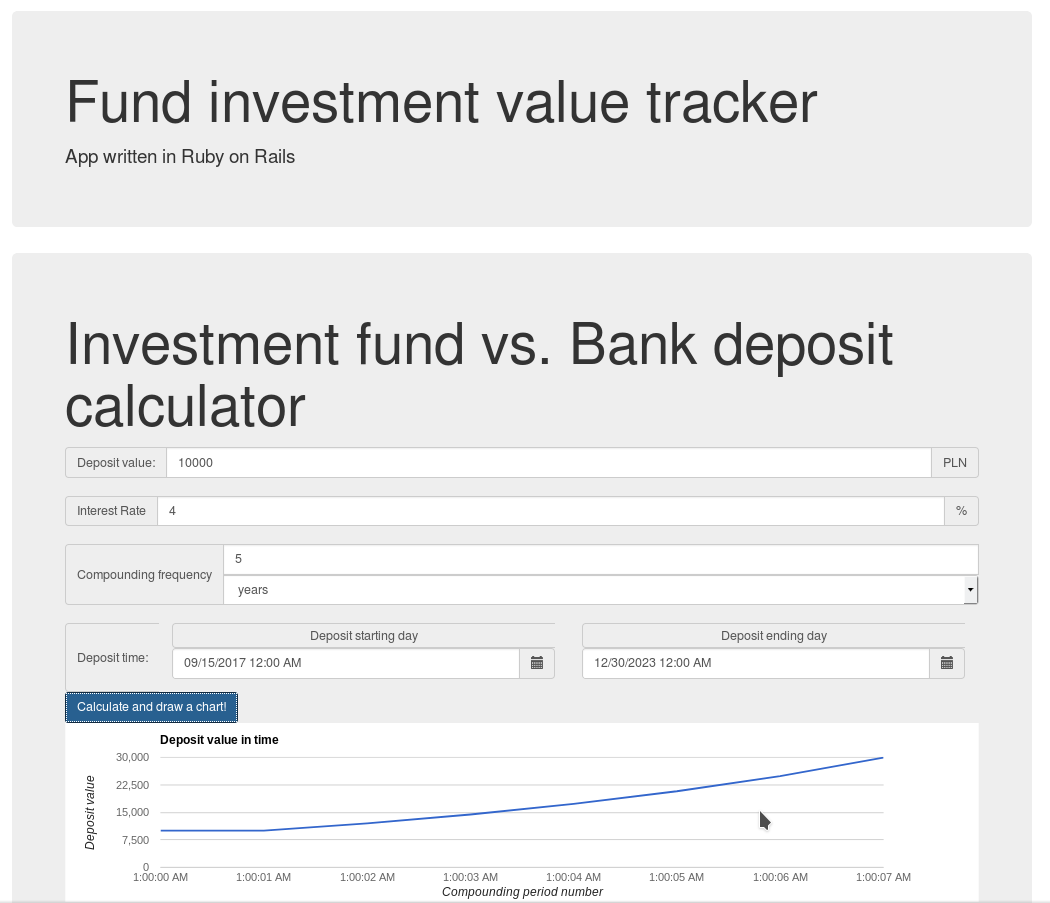 Fund investment value tracker
App written in Ruby on Rails
Investment fund vs. Bank deposit
calculator
Deposit value: 10000 PLN
Interest Rate 4 %
Compounding frequency 5
years
Deposit time: Deposit starting day Deposit ending day
09/15/2017 12:00 AM 12/30/2023 12:00 AM
Calculate and draw a chart!
Deposit value in time
Deposit value
30,000
22,500
15,000
7,500
0
1:00:00 AM 1:00:01 AM 1:00:02 AM 1:00:03 AM 1:00:04 AM 1:00:05 AM 1:00:06 AM 1:00:07 AM
Compounding period number